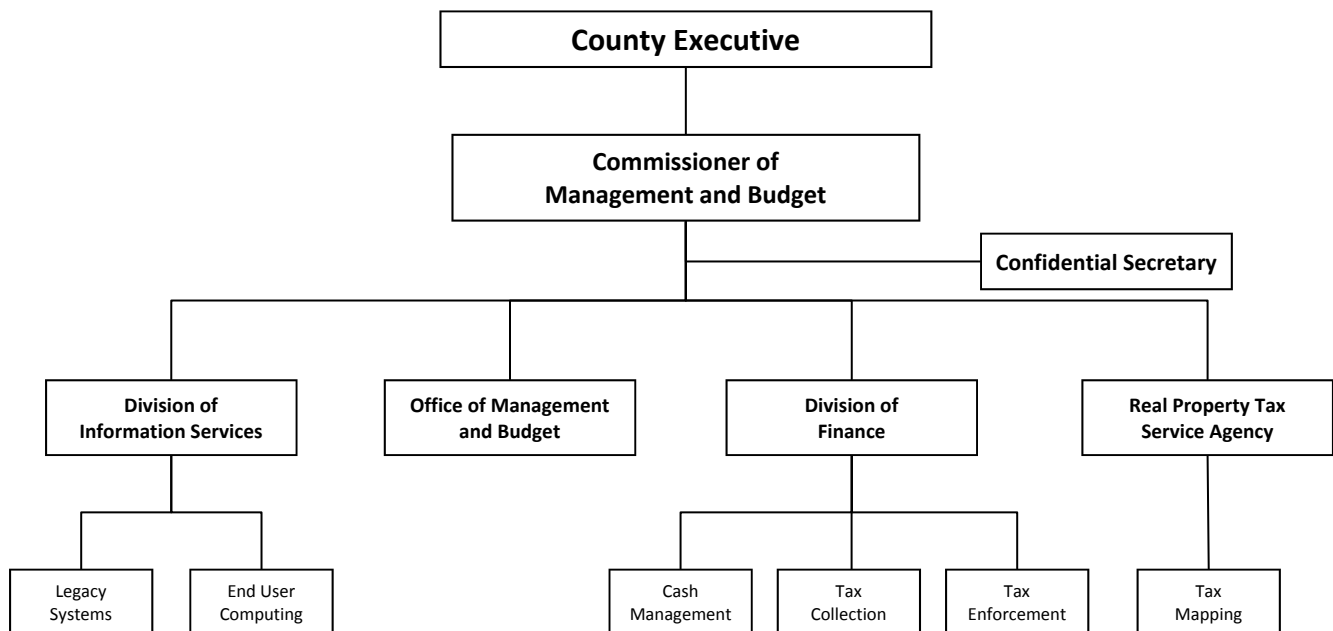 County Executive
Commissioner of
Management and Budget
Confidential Secretary
Division of
Information Services
Office of Management
and Budget
Division of
Finance
Real Property Tax
Service Agency
Legacy
Systems
End User
Computing
Cash
Management
Tax
Collection
Tax
Enforcement
Tax
Mapping